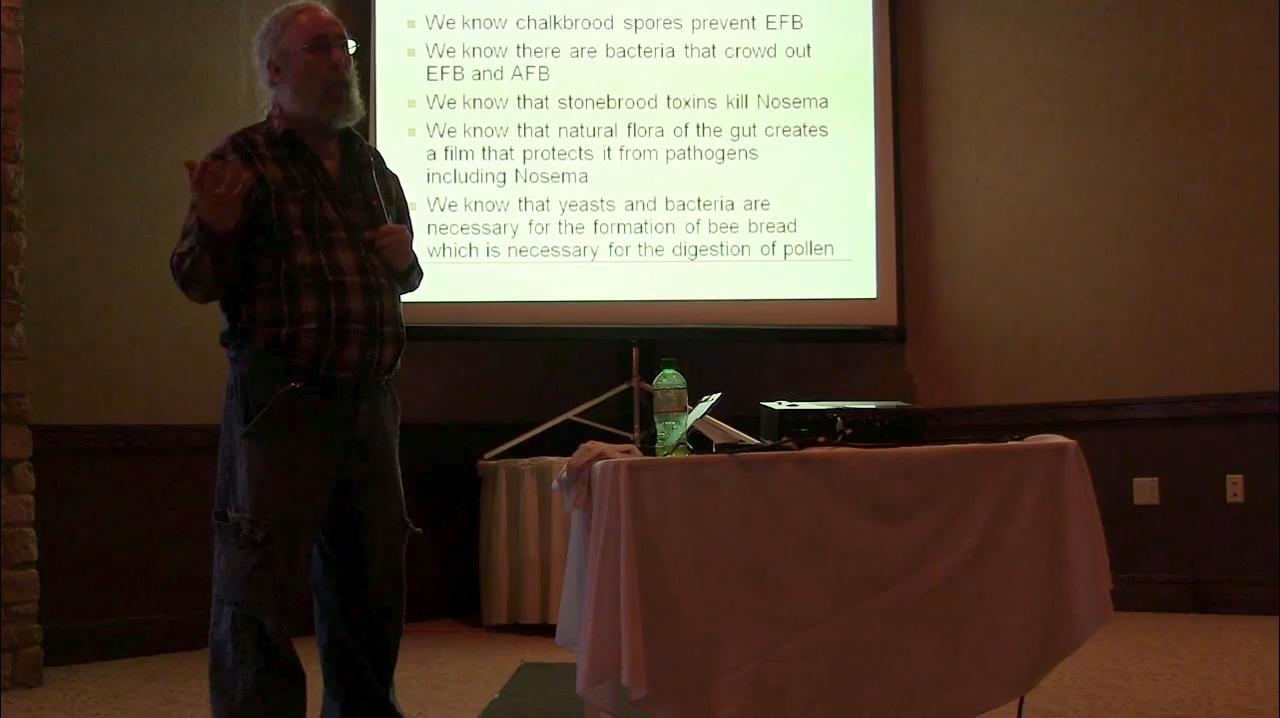 We know chalkbrood spores prevent EFB
We know there are bacteria that crowd out
EFB and AFB
We know that stonebrood toxins kill Nosema
We know that natural flora of the gut creates
a film that protects it from pathogens
including Nosema
We know that yeasts and bacteria are
necessary for the formation of bee bread
which is necessary for the digestion of pollen